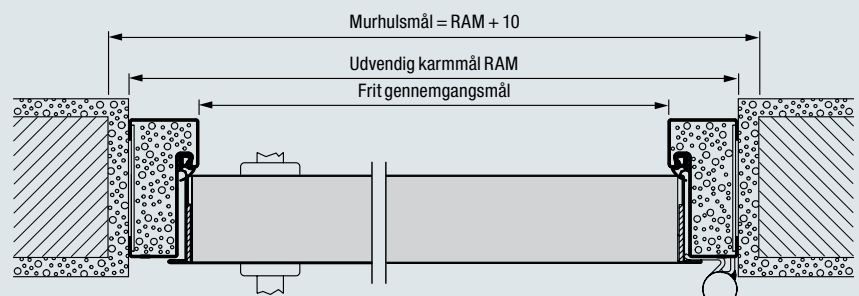 Murhulsmål = RAM + 10
Udvendig karmmål RAM
Frit gennemgangsmål